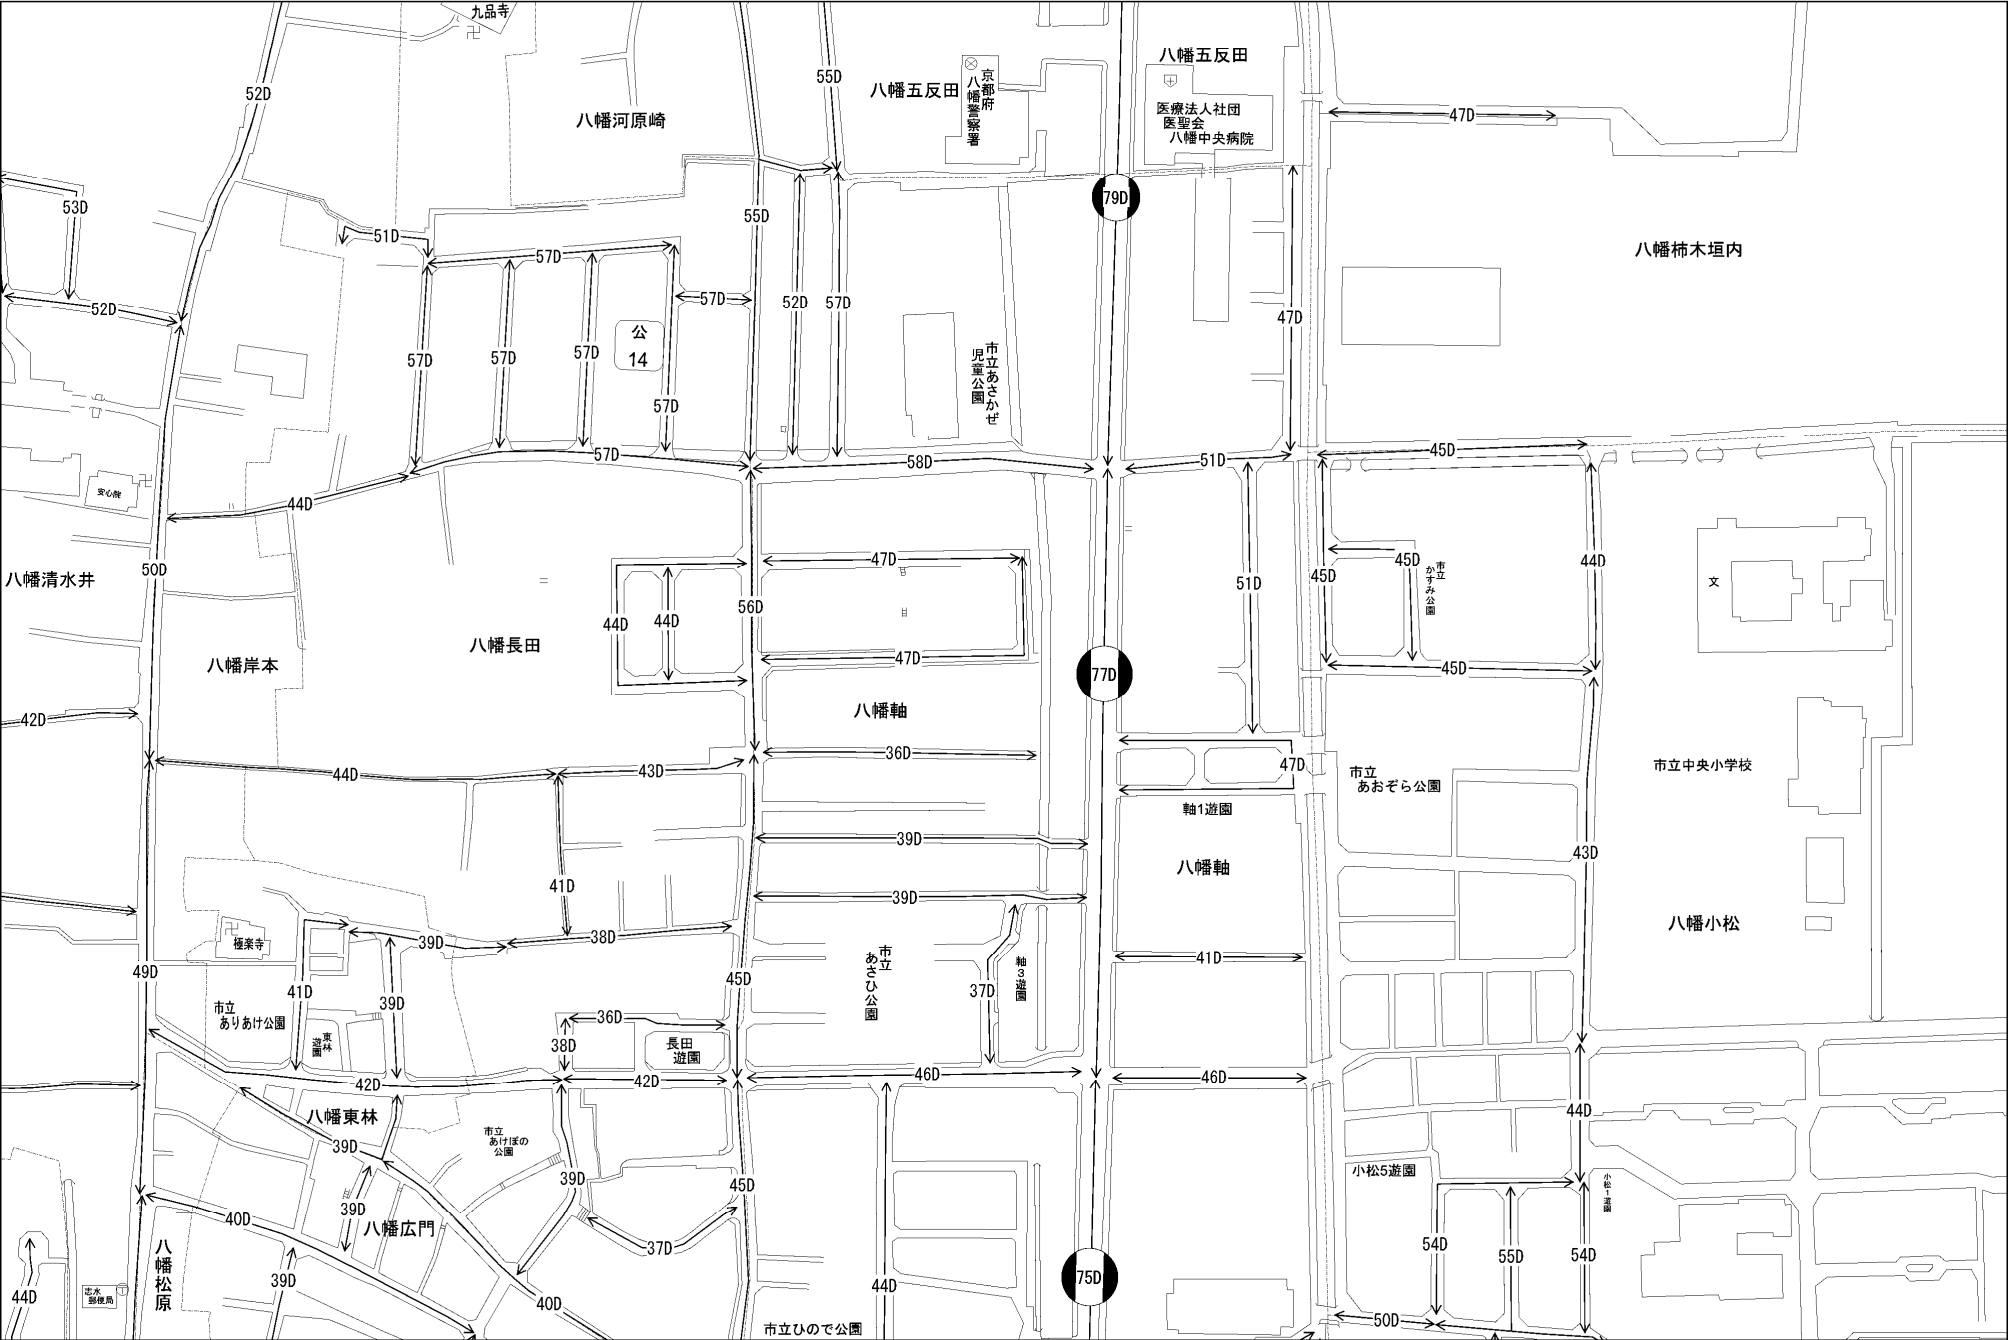 九品寺
52D
55D
八幡五反田
京都府
八幡警察署
八幡五反田
医療法人社団
医聖会
八幡中央病院
47D
八幡河原崎
53D
51D
55D
79D
八幡柿木垣内
57D
57D
52D
57D
47D
52D
公
14
57D
57D
57D
57D
市立あさかぜ
児童公園
57D
58D
51D
45D
安心院
44D
八幡清水井
50D
47D
51D
45D
45D
市立
かすみ公園
44D
文
44D
44D
56D
八幡岸本
八幡長田
47D
77D
45D
42D
八幡軸
36D
44D
43D
47D
市立
あおぞら公園
市立中央小学校
軸1遊園
39D
43D
八幡軸
41D
39D
八幡小松
極楽寺
39D
38D
市立
あさひ公園
41D
49D
45D
軸3遊園
37D
41D
39D
市立
ありあけ公園
36D
東林
遊園
38D
長田
遊園
42D
42D
46D
46D
八幡東林
44D
39D
市立
あけぼの
公園
小松5遊園
39D
45D
小松1遊園
39D
40D
八幡広門
37D
54D
55D
54D
八幡松原
39D
75D
44D
志水
郵便局
44D
40D
50D
市立ひので公園